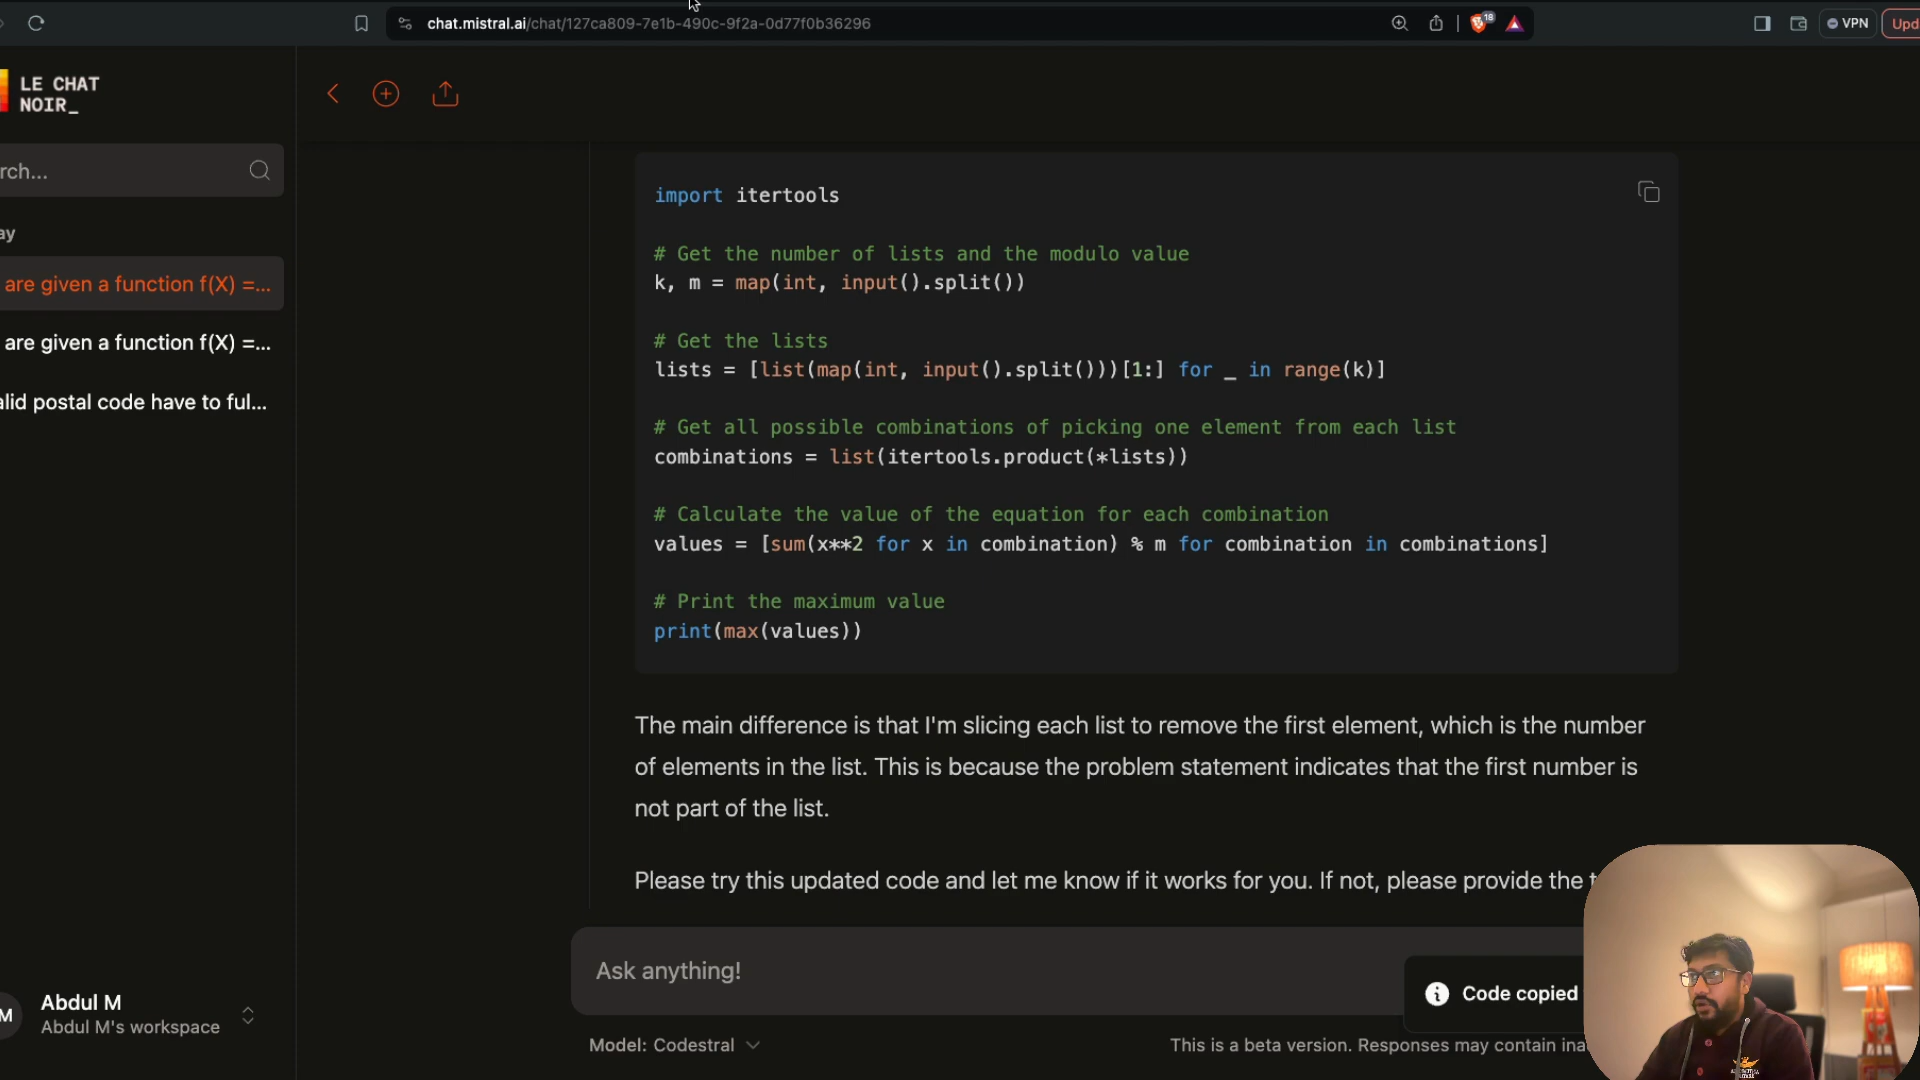 chat.mistral.ai/chat/127ca809-7e1b-490c-9f2a-0d77f0b36296
18
VPN
Upd
LE CHAT
NOIR_
rch...
ay
are given a function f(X) =...
are given a function f(X) =...
alid postal code have to ful...
import itertools
# Get the number of lists and the modulo value
k, m = map(int, input().split())
# Get the lists
lists = [list(map(int, input().split()))[1:] for _ in range(k)]
# Get all possible combinations of picking one element from each list
combinations = list(itertools.product(*lists))
# Calculate the value of the equation for each combination
values = [sum(x**2 for x in combination) % m for combination in combinations]
# Print the maximum value
print(max(values))
The main difference is that I'm slicing each list to remove the first element, which is the number
of elements in the list. This is because the problem statement indicates that the first number is
not part of the list.
Please try this updated code and let me know if it works for you. If not, please provide the t
Ask anything!
Code copied
M
Abdul M
Abdul M's workspace
Model: Codestral
This is a beta version. Responses may contain ina